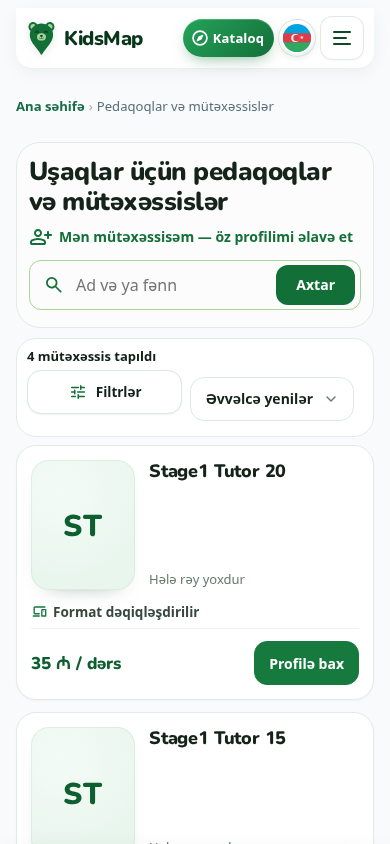 KidsMap
Kataloq
Ana səhifə › Pedaqoqlar və mütəxəssislər
Uşaqlar üçün pedaqoqlar
və mütəxəssislər
Mən mütəxəssisəm — öz profilimi əlavə et
Ad və ya fənn
Axtar
4 mütəxəssis tapıldı
Filtrlər
Əvvəlcə yenilər
ST
Stage1 Tutor 20
Hələ rəy yoxdur
Format dəqiqləşdirilir
35 ₼ / dərs
Profilə bax
ST
Stage1 Tutor 15